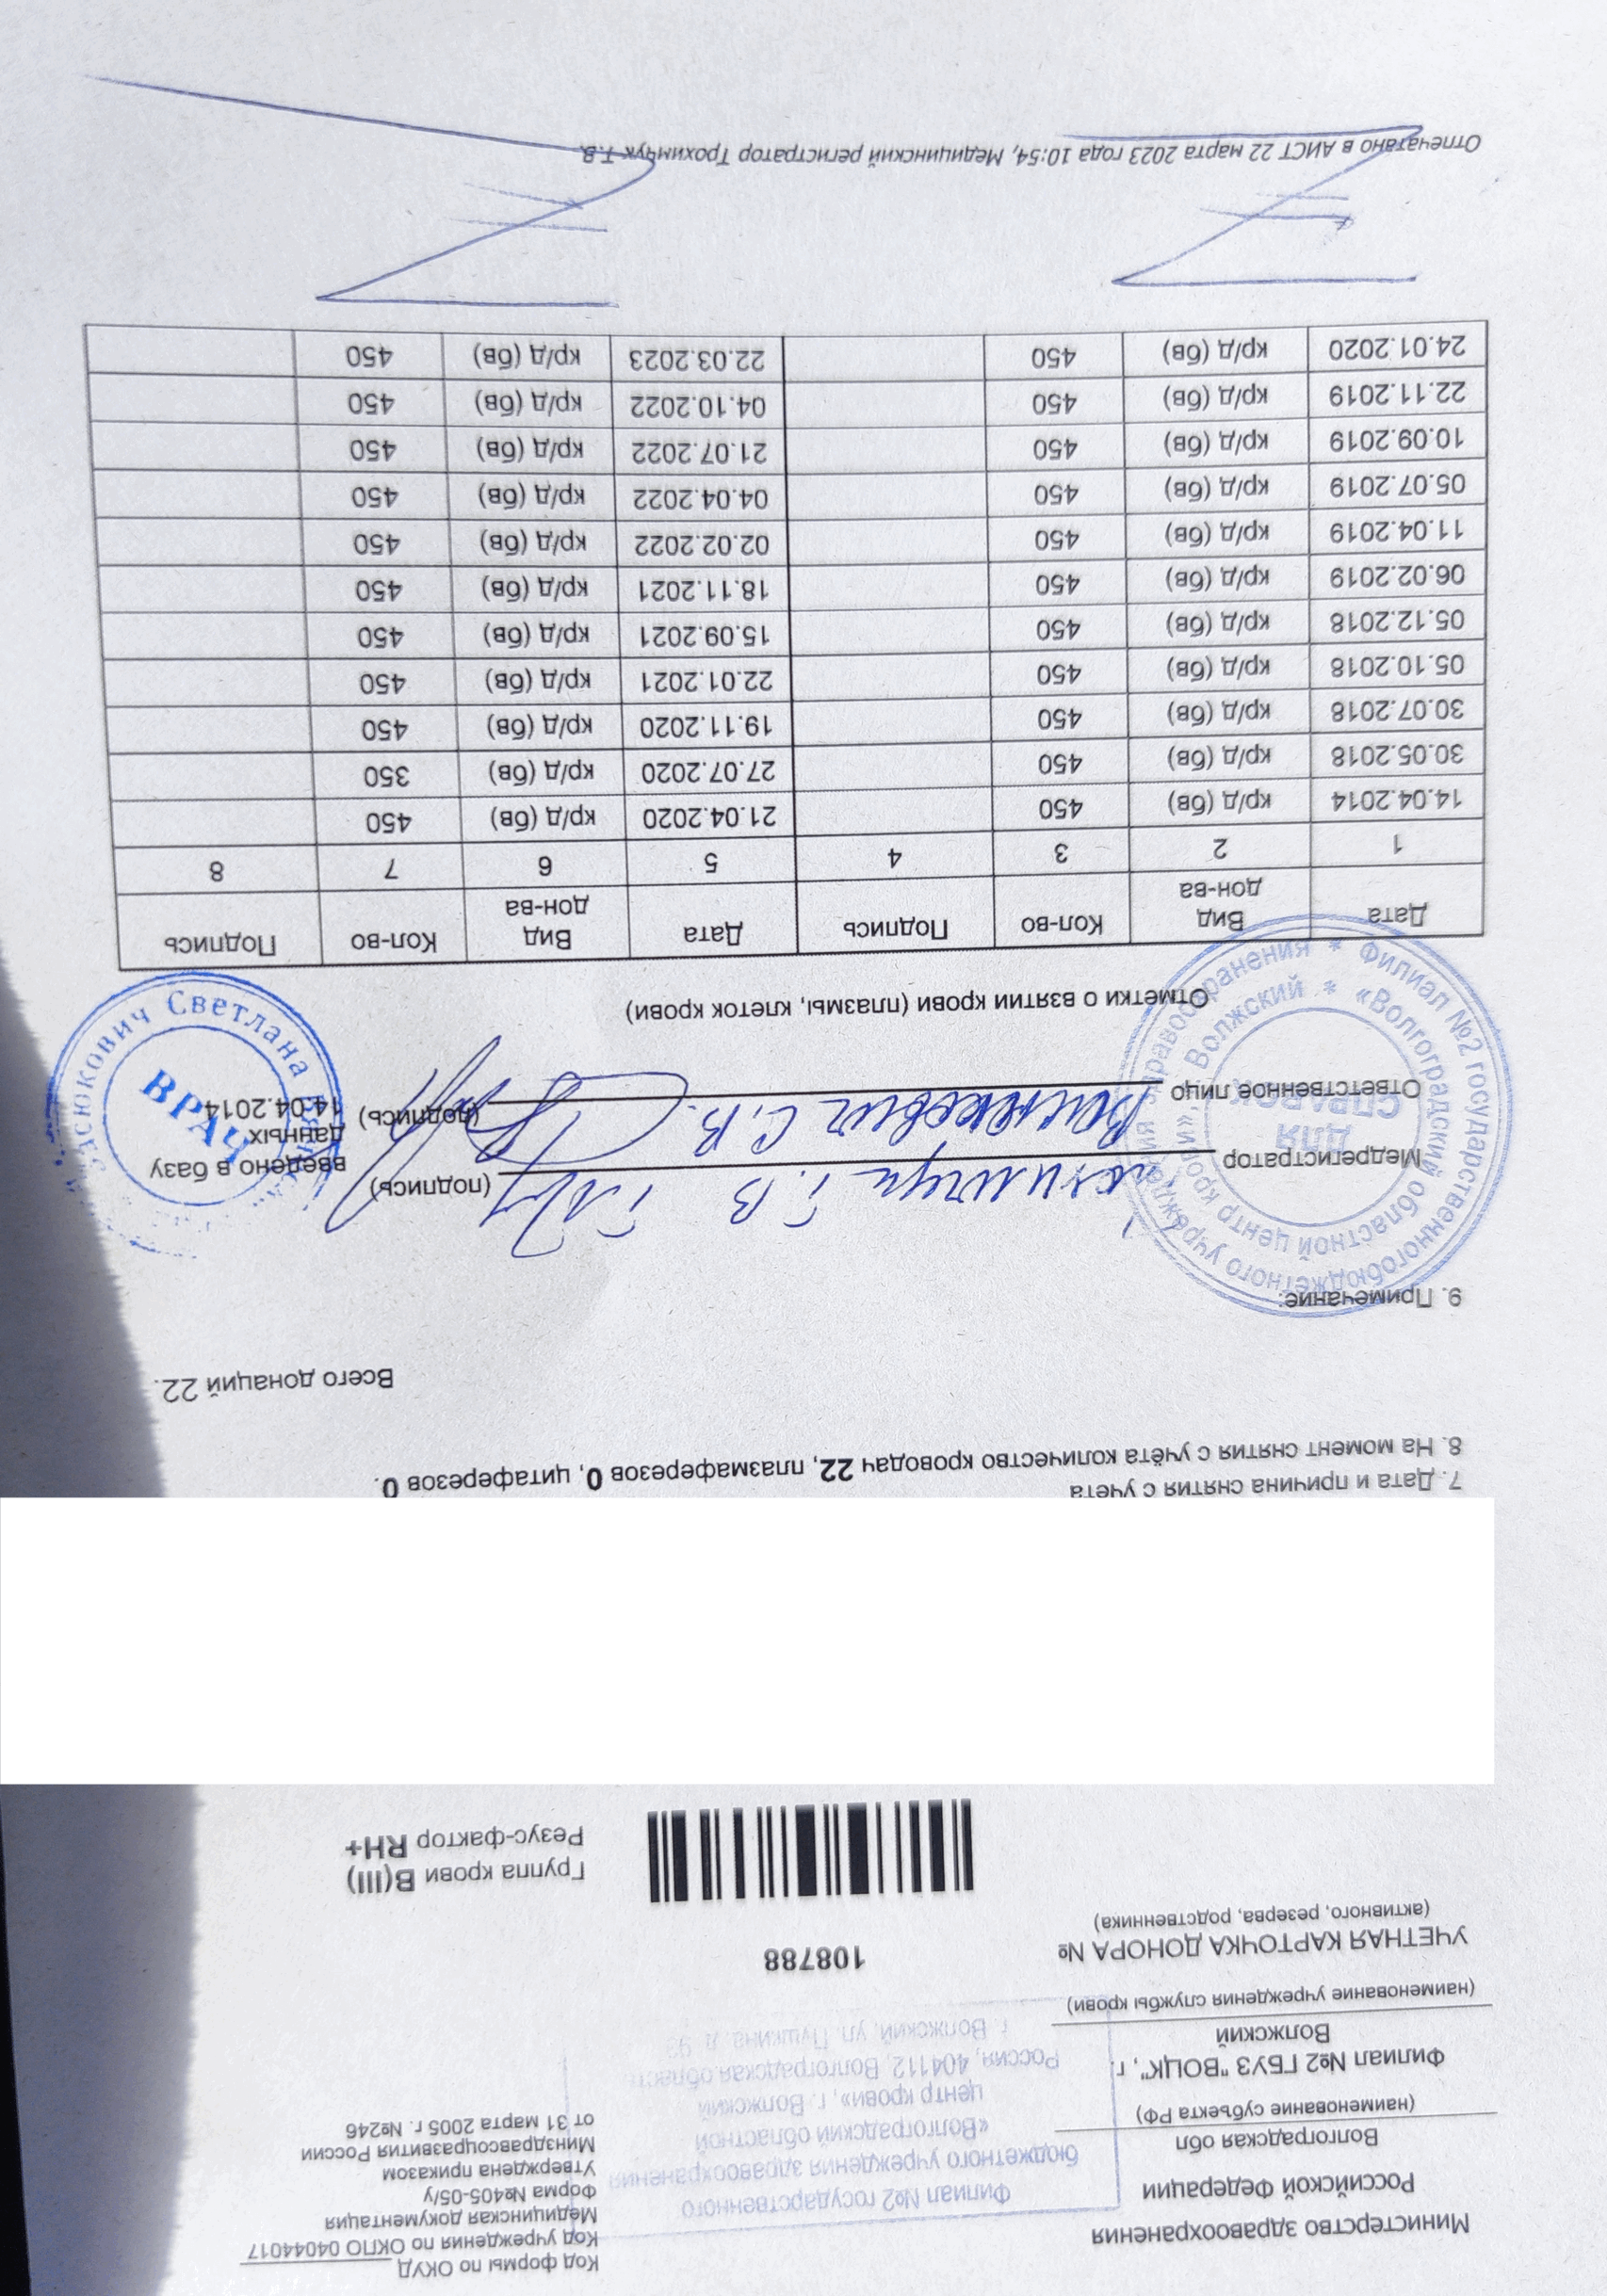 Министерство здравоохранения
Российской Федерации
Волгоградская обл
(наименование субъекта РФ)
Филиал №2 ГБУЗ "ВОЦК", г.
Волжский
(наименование учреждения службы крови)
УЧЕТНАЯ КАРТОЧКА ДОНОРА №
(активного, резерва, родственника)
Филиал №2 государственного
бюджетного учреждения здравоохранения
«Волгоградский областной
центр крови», г. Волжский
Россия, 404112, Волгоградская область
г. Волжский, ул. Пушкина, д.
108788
Код формы по ОКУД
Код учреждения по ОКПО 04044017
Медицинская документация
Форма №405-05/у
Утверждена приказом
Минздравсоцразвития России
от 31 марта 2005 г. №246
Группа крови B(III)
Резус-фактор RH+
7. Дата и причина снятия с учета
8. На момент снятия с учёта количество кроводач 22, плазмаферезов 0, цитаферезов 0.
Всего донаций 22.
9. Примечание:
Медрегистратор Т.В (подпись)
Ответственное лицо Васюкович С.В. (подпись)
введено в базу
данных
14.04.2014
Филиал №2 государственного бюджетного учреждения здравоохранения *
«Волгоградский областной центр крови», г. Волжский *
ДЛЯ
СПРАВОК
Васюкович Светлана
ВРАЧ
Отметки о взятии крови (плазмы, клеток крови)
Дата Вид дон-ва Кол-во Подпись Дата Вид дон-ва Кол-во Подпись
1 2 3 4 5 6 7 8
14.04.2014 кр/д (бв) 450 21.04.2020 кр/д (бв) 450
30.05.2018 кр/д (бв) 450 27.07.2020 кр/д (бв) 350
30.07.2018 кр/д (бв) 450 19.11.2020 кр/д (бв) 450
05.10.2018 кр/д (бв) 450 22.01.2021 кр/д (бв) 450
05.12.2018 кр/д (бв) 450 15.09.2021 кр/д (бв) 450
06.02.2019 кр/д (бв) 450 18.11.2021 кр/д (бв) 450
11.04.2019 кр/д (бв) 450 02.02.2022 кр/д (бв) 450
05.07.2019 кр/д (бв) 450 04.04.2022 кр/д (бв) 450
10.09.2019 кр/д (бв) 450 21.07.2022 кр/д (бв) 450
22.11.2019 кр/д (бв) 450 04.10.2022 кр/д (бв) 450
24.01.2020 кр/д (бв) 450 22.03.2023 кр/д (бв) 450
Отпечатано в АИСТ 22 марта 2023 года 10:54, Медицинский регистратор Трохимчук Т.В.